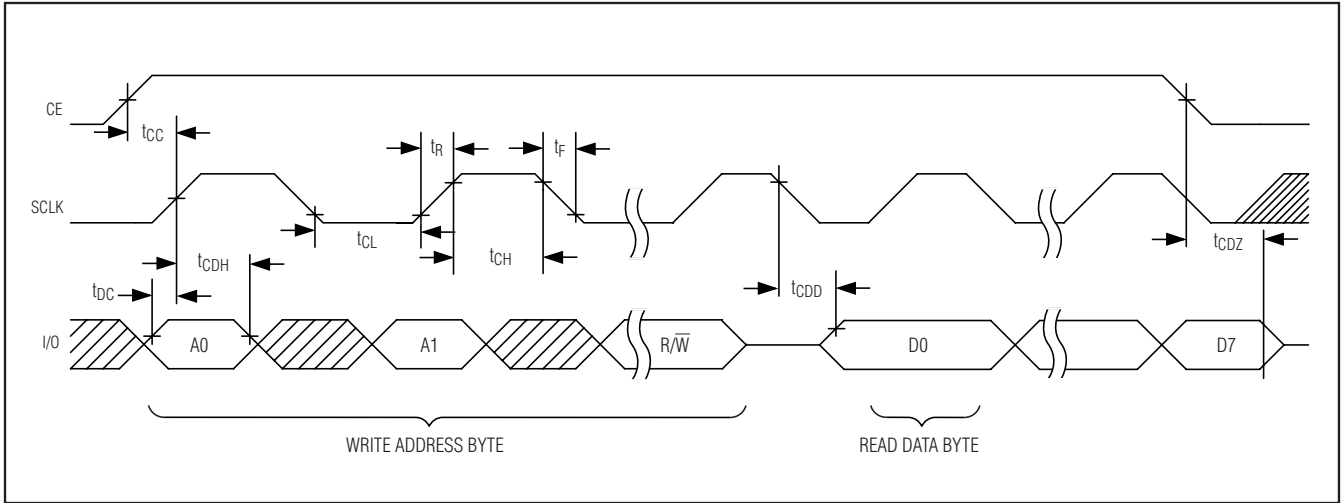 CE
tCC
tR
tF
SCLK
tCL
tCH
tCDZ
tCDH
tCDD
tDC
I/O
A0
A1
R/W̅
D0
D7
WRITE ADDRESS BYTE
READ DATA BYTE